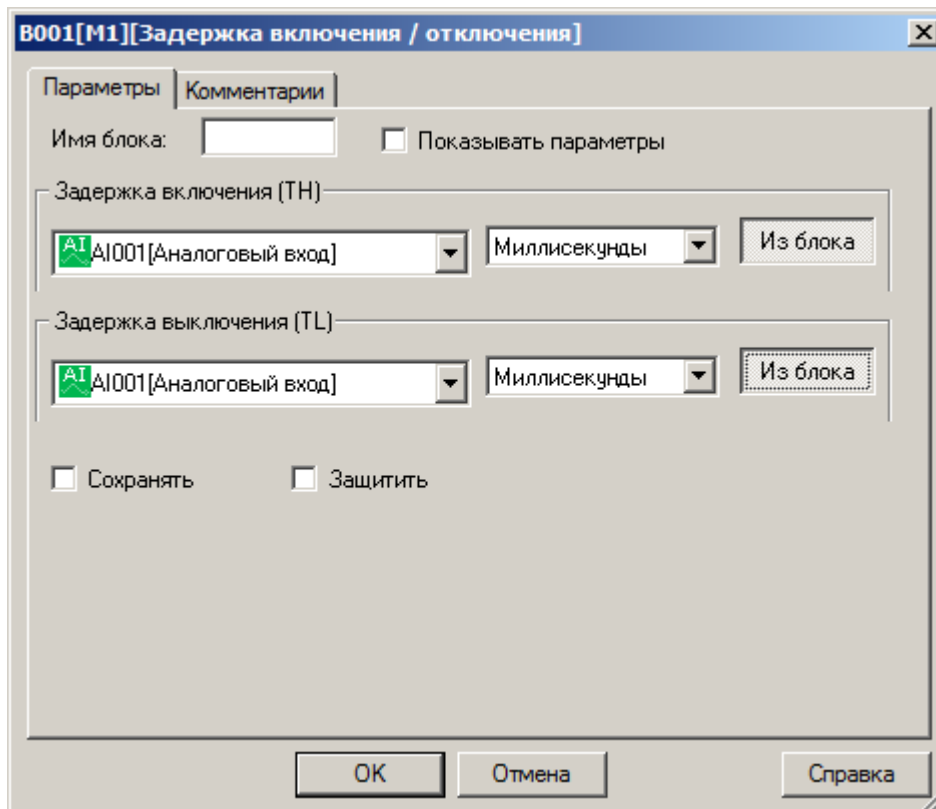 B001[M1][Задержка включения / отключения]
Параметры Комментарии
Имя блока: Показывать параметры
Задержка включения (TH)
AI AI001[Аналоговый вход] Миллисекунды Из блока
Задержка выключения (TL)
AI AI001[Аналоговый вход] Миллисекунды Из блока
Сохранять Защитить
OK Отмена Справка